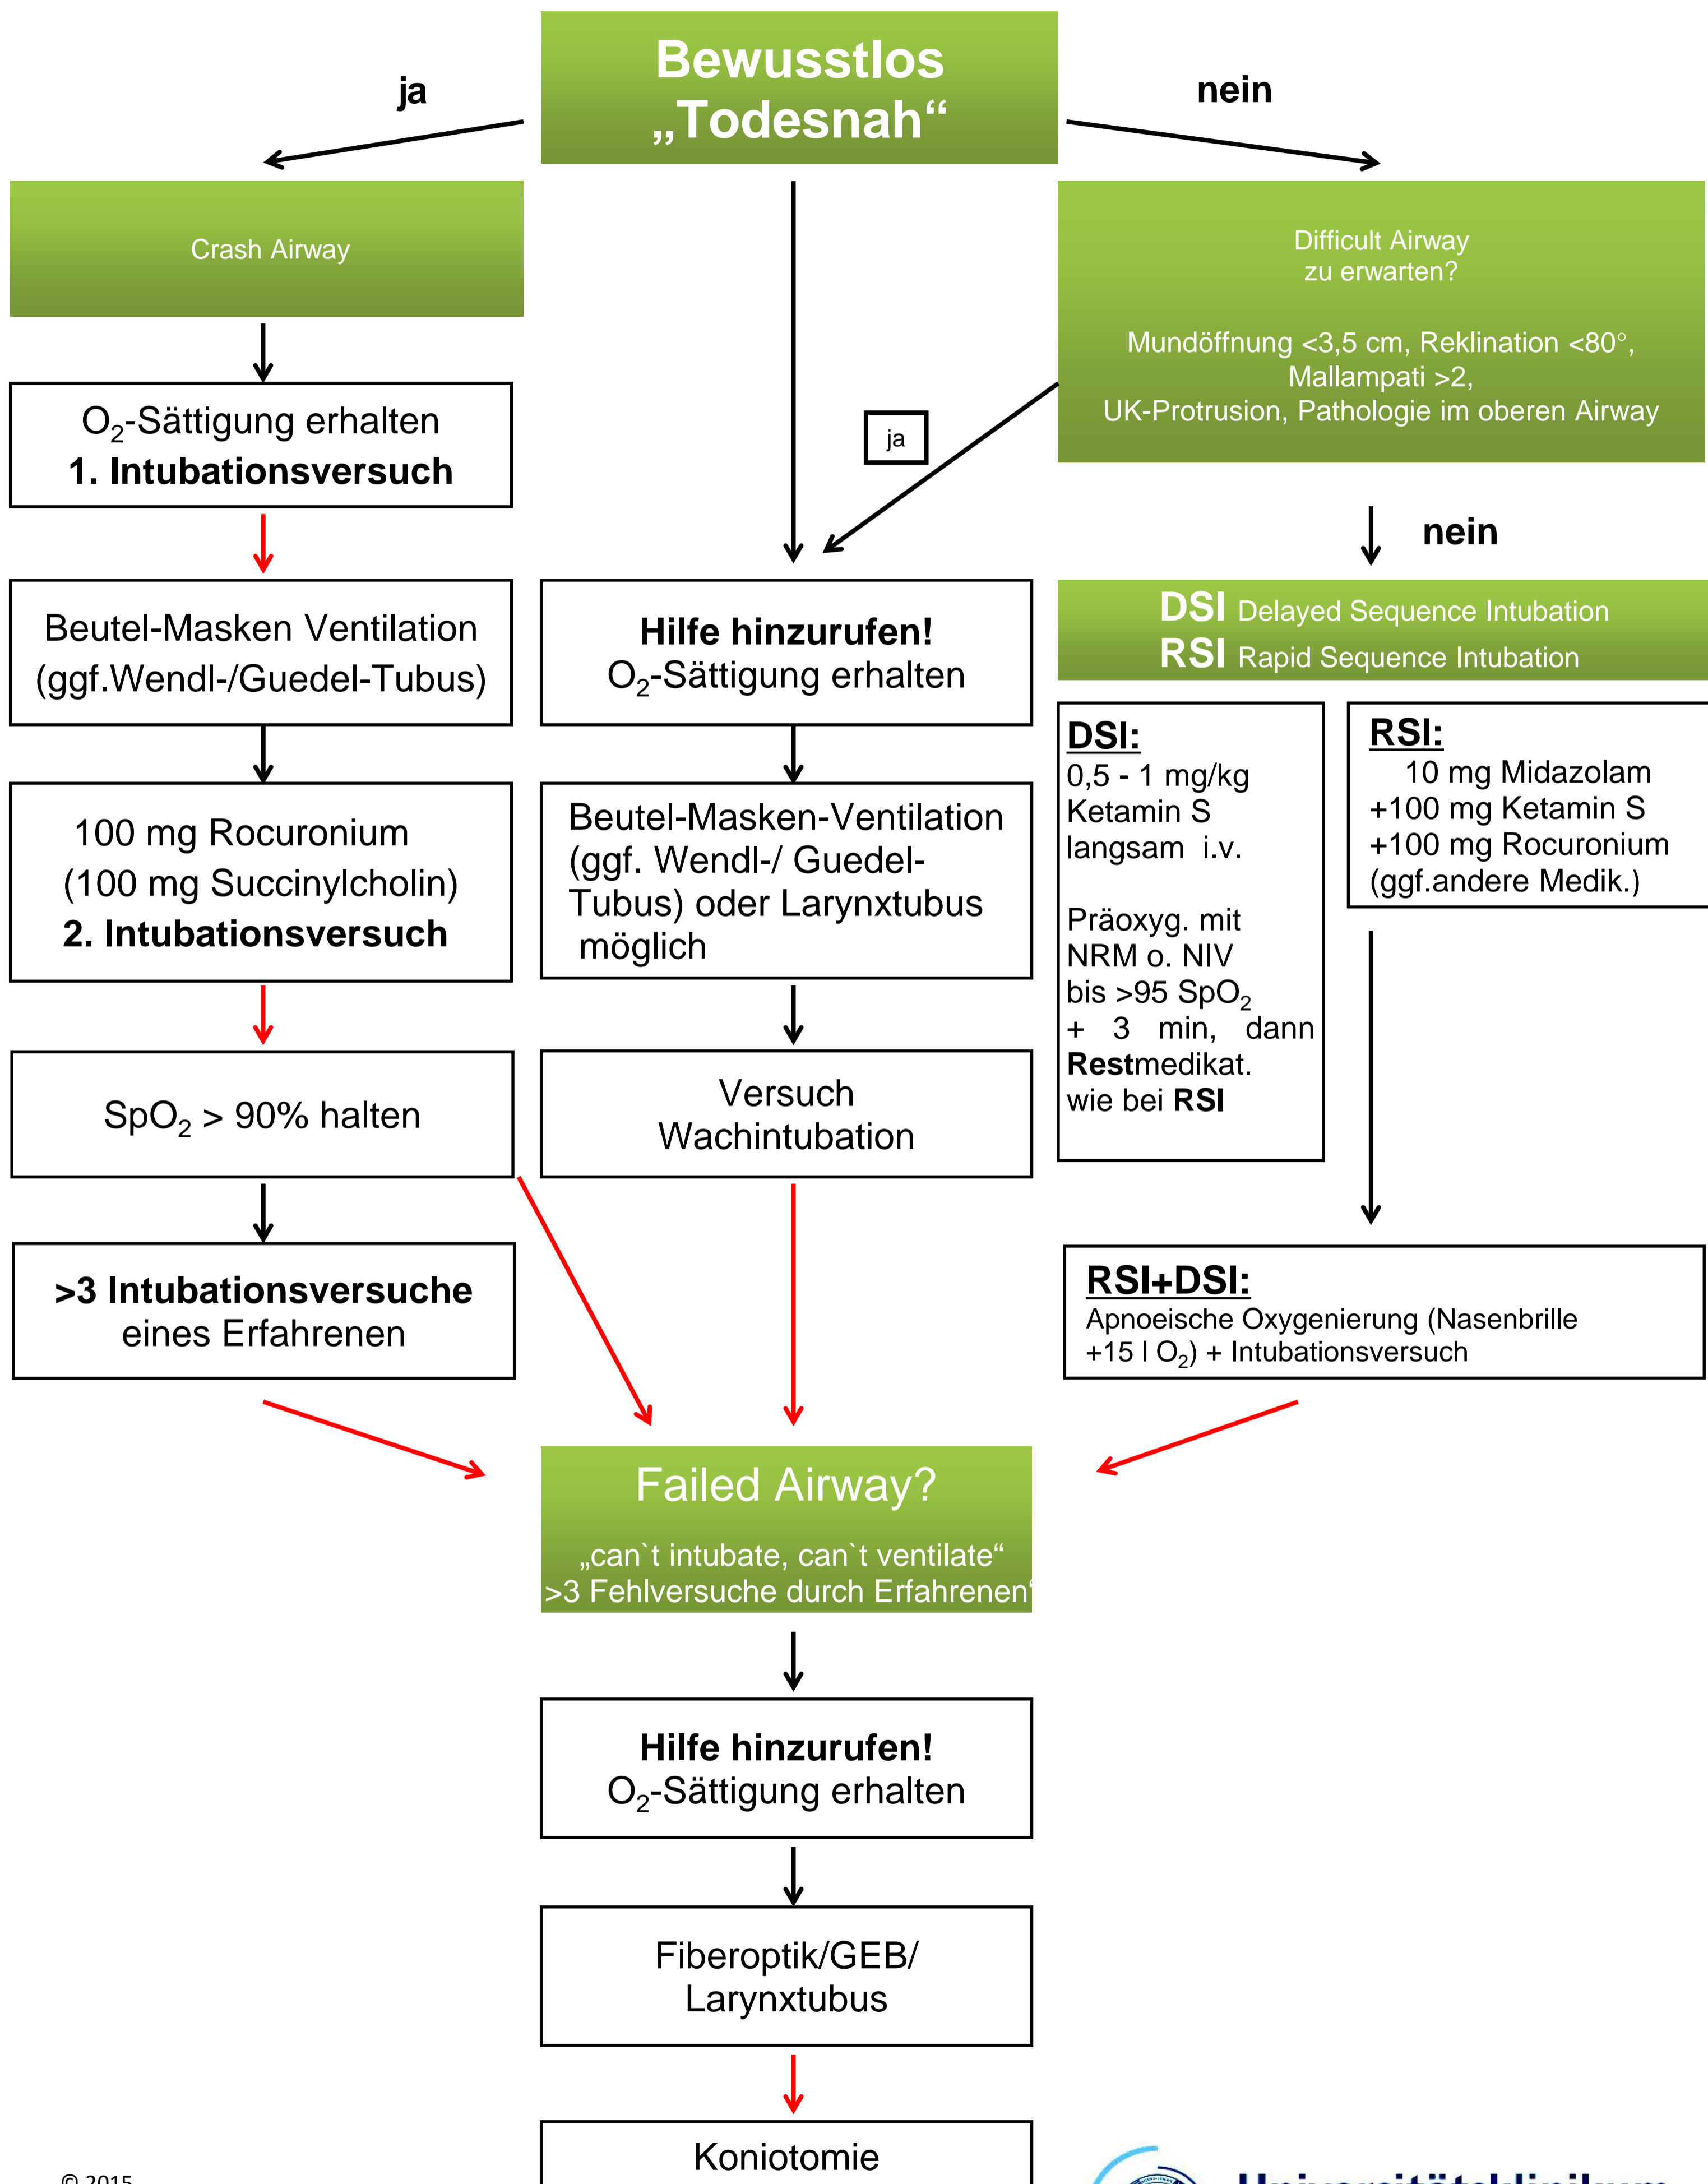 Bewusstlos
„Todesnah“
ja
nein
Crash Airway
Difficult Airway
zu erwarten?
Mundöffnung <3,5 cm, Reklination <80°,
Mallampati >2,
UK-Protrusion, Pathologie im oberen Airway
O₂-Sättigung erhalten
1. Intubationsversuch
ja
nein
Beutel-Masken Ventilation
(ggf.Wendl-/Guedel-Tubus)
Hilfe hinzurufen!
O₂-Sättigung erhalten
DSI Delayed Sequence Intubation
RSI Rapid Sequence Intubation
100 mg Rocuronium
(100 mg Succinylcholin)
2. Intubationsversuch
Beutel-Masken-Ventilation
(ggf. Wendl-/ Guedel-
Tubus) oder Larynxtubus
möglich
DSI:
0,5 - 1 mg/kg
Ketamin S
langsam i.v.
Präoxyg. mit
NRM o. NIV
bis >95 SpO₂
+ 3 min, dann
Restmedikat.
wie bei RSI
RSI:
10 mg Midazolam
+100 mg Ketamin S
+100 mg Rocuronium
(ggf.andere Medik.)
SpO₂ > 90% halten
Versuch
Wachintubation
>3 Intubationsversuche
eines Erfahrenen
RSI+DSI:
Apnoeische Oxygenierung (Nasenbrille
+15 l O₂) + Intubationsversuch
Failed Airway?
„can`t intubate, can`t ventilate“
>3 Fehlversuche durch Erfahrenen“
Hilfe hinzurufen!
O₂-Sättigung erhalten
Fiberoptik/GEB/
Larynxtubus
Koniotomie
© 2015
Universitätsklinikum